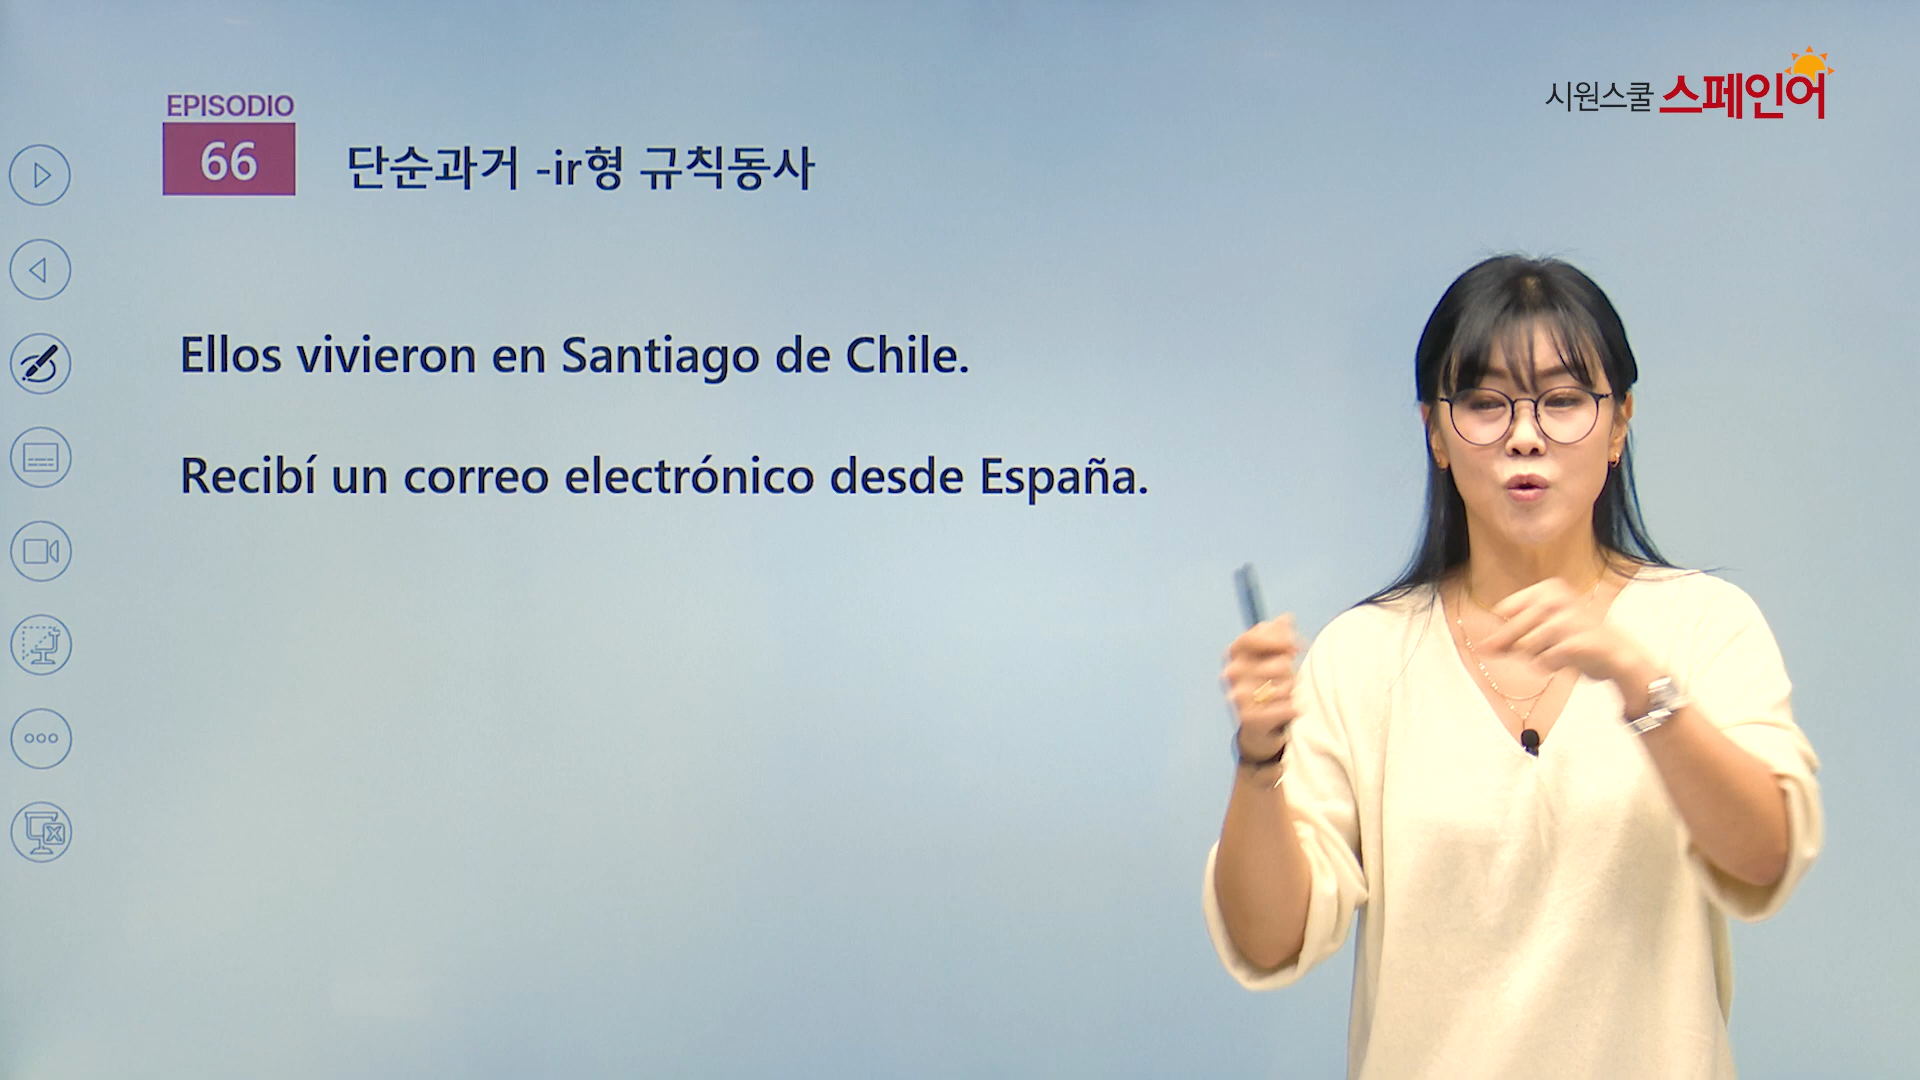 EPISODIO
66
단순과거 -ir형 규칙동사
시원스쿨 스페인어
Ellos vivieron en Santiago de Chile.
Recibí un correo electrónico desde España.